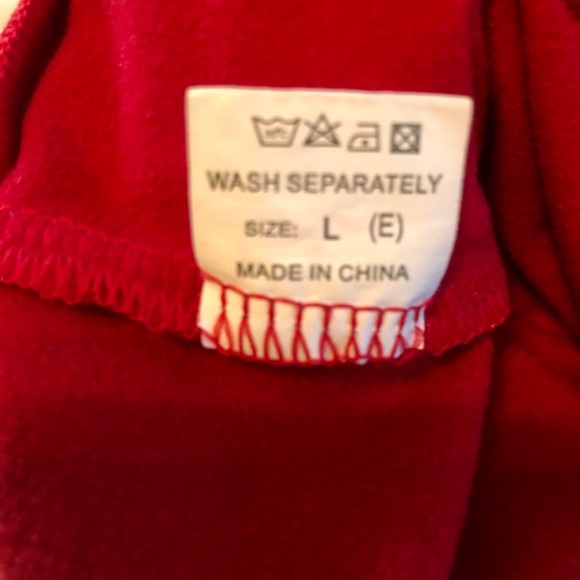 WASH SEPARATELY
SIZE: L (E)
MADE IN CHINA